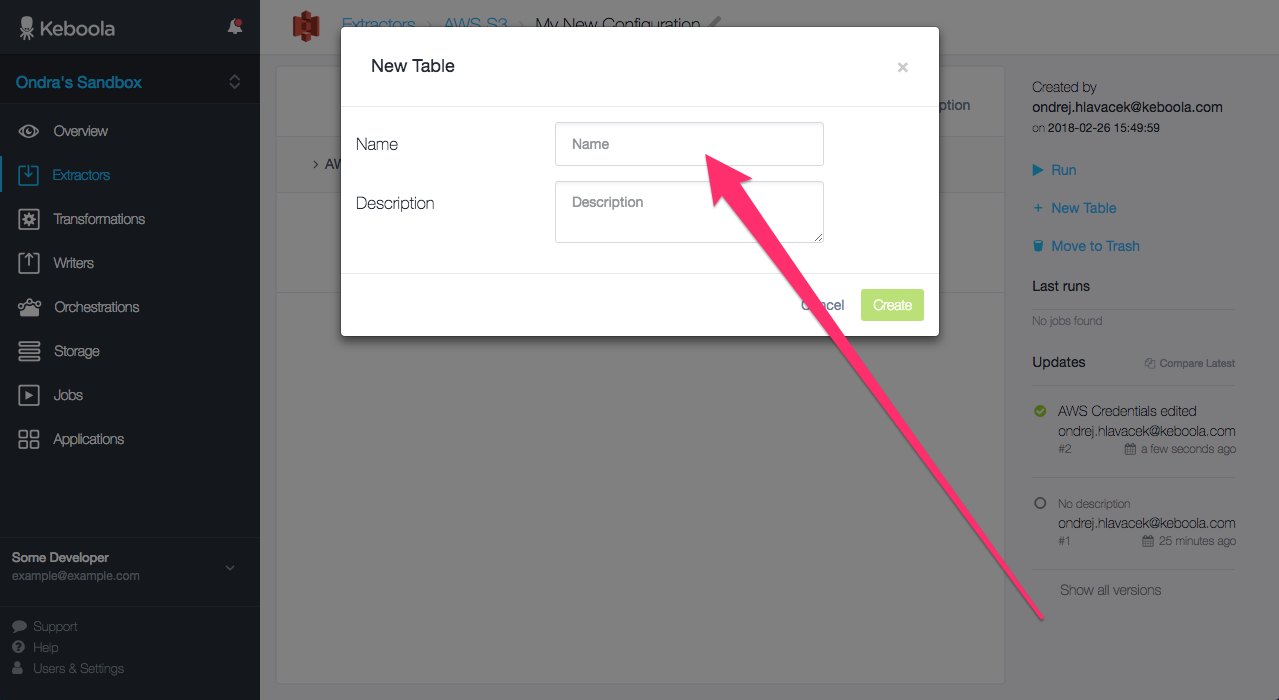 Keboola
Ondra's Sandbox
Overview
Extractors
Transformations
Writers
Orchestrations
Storage
Jobs
Applications
Some Developer
example@example.com
Support
Help
Users & Settings
Extractors > AWS S3 > My New Configuration
New Table
×
Name
Name
Description
Description
Cancel
Create
AW
ption
Created by
ondrej.hlavacek@keboola.com
on 2018-02-26 15:49:59
Run
+ New Table
Move to Trash
Last runs
No jobs found
Updates
Compare Latest
AWS Credentials edited
ondrej.hlavacek@keboola.com
#2 a few seconds ago
No description
ondrej.hlavacek@keboola.com
#1 25 minutes ago
Show all versions